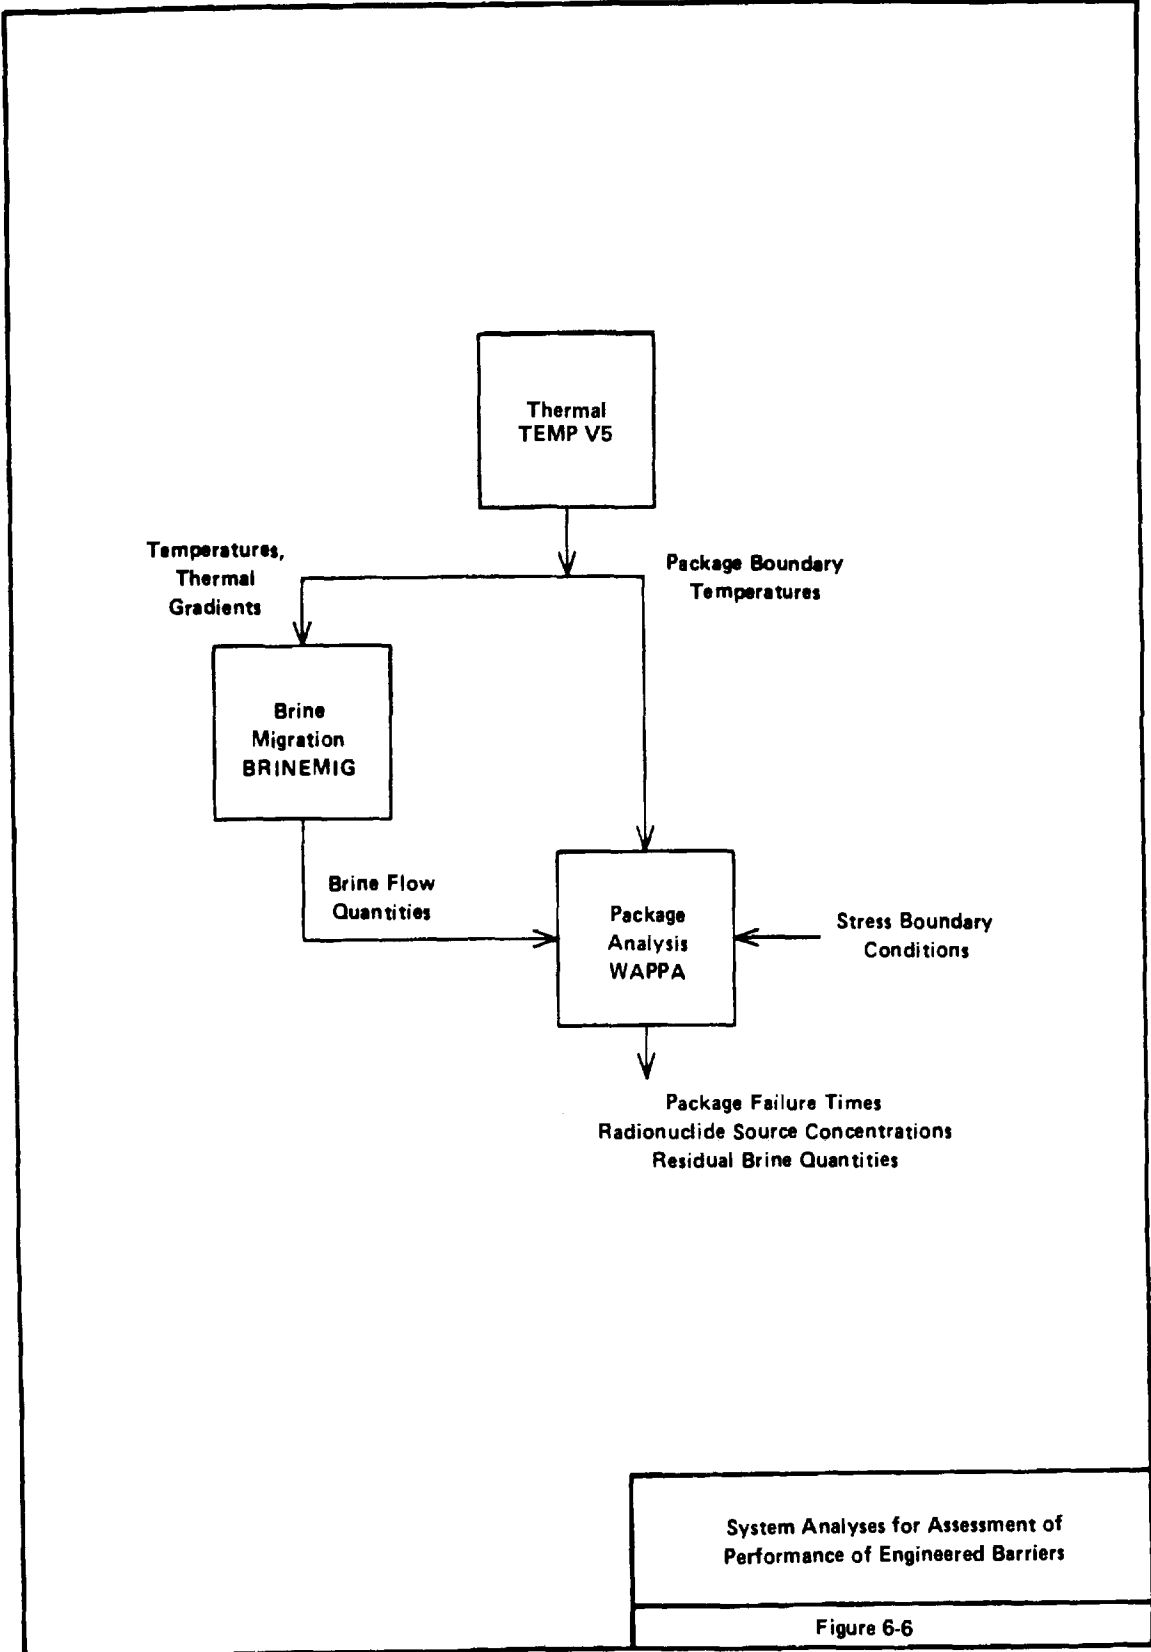 Thermal
TEMP V5
Temperatures,
Thermal
Gradients
Package Boundary
Temperatures
Brine
Migration
BRINEMIG
Brine Flow
Quantities
Package
Analysis
WAPPA
Stress Boundary
Conditions
Package Failure Times
Radionuclide Source Concentrations
Residual Brine Quantities
System Analyses for Assessment of
Performance of Engineered Barriers
Figure 6-6